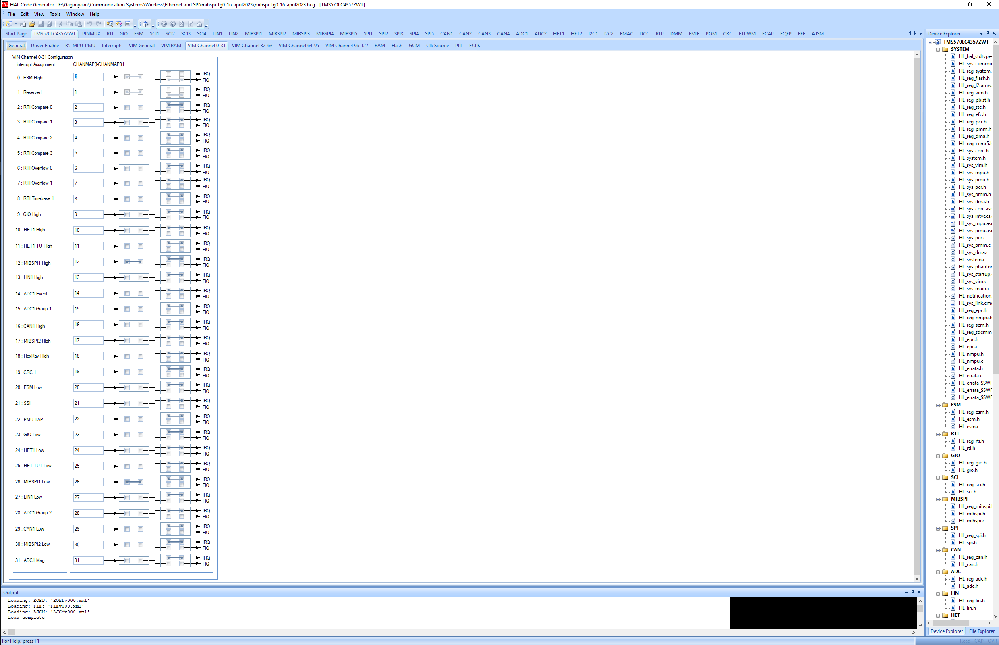 HAL Code Generator - E:\Gaganyaan\Communication Systems\Wireless\Ethernet and SPI\mibspi_tg0_16_april2023\mibspi_tg0_16_april2023.hcg - [TMS570LC4357ZWT]
File Edit View Tools Window Help
Start Page TMS570LC4357ZWT PINMUX RTI GIO ESM SCI1 SCI2 SCI3 SCI4 LIN1 LIN2 MIBSPI1 MIBSPI2 MIBSPI3 MIBSPI4 MIBSPI5 SPI1 SPI2 SPI3 SPI4 SPI5 CAN1 CAN2 CAN3 CAN4 ADC1 ADC2 HET1 HET2 I2C1 I2C2 EMAC DCC RTP DMM EMIF POM CRC ETPWM ECAP EQEP FEE AJSM
General Driver Enable R5-MPU-PMU Interrupts VIM General VIM RAM VIM Channel 0-31 VIM Channel 32-63 VIM Channel 64-95 VIM Channel 96-127 RAM Flash GCM Clk Source PLL ECLK
VIM Channel 0-31 Configuration
Interrupt Assignment CHANMAP0-CHANMAP31
0 : ESM High 0 IRQ
FIQ
1 : Reserved 1 IRQ
FIQ
2 : RTI Compare 0 2 IRQ
FIQ
3 : RTI Compare 1 3 IRQ
FIQ
4 : RTI Compare 2 4 IRQ
FIQ
5 : RTI Compare 3 5 IRQ
FIQ
6 : RTI Overflow 0 6 IRQ
FIQ
7 : RTI Overflow 1 7 IRQ
FIQ
8 : RTI Timebase 1 8 IRQ
FIQ
9 : GIO High 9 IRQ
FIQ
10 : HET1 High 10 IRQ
FIQ
11 : HET1 TU High 11 IRQ
FIQ
12 : MIBSPI1 High 12 IRQ
FIQ
13 : LIN1 High 13 IRQ
FIQ
14 : ADC1 Event 14 IRQ
FIQ
15 : ADC1 Group 1 15 IRQ
FIQ
16 : CAN1 High 16 IRQ
FIQ
17 : MIBSPI2 High 17 IRQ
FIQ
18 : FlexRay High 18 IRQ
FIQ
19 : CRC 1 19 IRQ
FIQ
20 : ESM Low 20 IRQ
FIQ
21 : SSI 21 IRQ
FIQ
22 : PMU TAP 22 IRQ
FIQ
23 : GIO Low 23 IRQ
FIQ
24 : HET1 Low 24 IRQ
FIQ
25 : HET TU1 Low 25 IRQ
FIQ
26 : MIBSPI1 Low 26 IRQ
FIQ
27 : LIN1 Low 27 IRQ
FIQ
28 : ADC1 Group 2 28 IRQ
FIQ
29 : CAN1 Low 29 IRQ
FIQ
30 : MIBSPI2 Low 30 IRQ
FIQ
31 : ADC1 Mag 31 IRQ
FIQ
Output
Loading: EQEP: 'EQEPv000.xml'
Loading: FEE: 'FEEv000.xml'
Loading: AJSM: 'AJSMv000.xml'
Load complete
Device Explorer
TMS570LC4357ZWT
SYSTEM
HL_hal_stdtypes
HL_sys_commo
HL_reg_system.
HL_reg_flash.h
HL_reg_l2ramw.
HL_reg_vim.h
HL_reg_pbist.h
HL_reg_stc.h
HL_reg_efc.h
HL_reg_pcr.h
HL_reg_pmm.h
HL_reg_dma.h
HL_reg_ccmr5.h
HL_sys_core.h
HL_system.h
HL_sys_vim.h
HL_sys_mpu.h
HL_sys_pmu.h
HL_sys_pcr.h
HL_sys_pmm.h
HL_sys_dma.h
HL_sys_core.asm
HL_sys_intvecs.a
HL_sys_mpu.asm
HL_sys_pmu.asm
HL_sys_pcr.c
HL_sys_pmm.c
HL_sys_dma.c
HL_system.c
HL_sys_phantom
HL_sys_startup.c
HL_sys_vim.c
HL_sys_main.c
HL_notification.
HL_sys_link.cmd
HL_reg_epc.h
HL_reg_nmpu.h
HL_reg_scm.h
HL_reg_sdcmm
HL_epc.h
HL_epc.c
HL_nmpu.h
HL_nmpu.c
HL_errata.h
HL_errata.c
HL_errata_SSWF
HL_errata_SSWF
HL_errata_SSWF
ESM
HL_reg_esm.h
HL_esm.h
HL_esm.c
RTI
HL_reg_rti.h
HL_rti.h
GIO
HL_reg_gio.h
HL_gio.h
SCI
HL_reg_sci.h
HL_sci.h
MIBSPI
HL_reg_mibspi.h
HL_mibspi.h
HL_mibspi.c
SPI
HL_reg_spi.h
HL_spi.h
CAN
HL_reg_can.h
HL_can.h
ADC
HL_reg_adc.h
HL_adc.h
LIN
HL_reg_lin.h
HL_lin.h
HET
Device Explorer File Explorer
For Help, press F1 Read CAP OVR